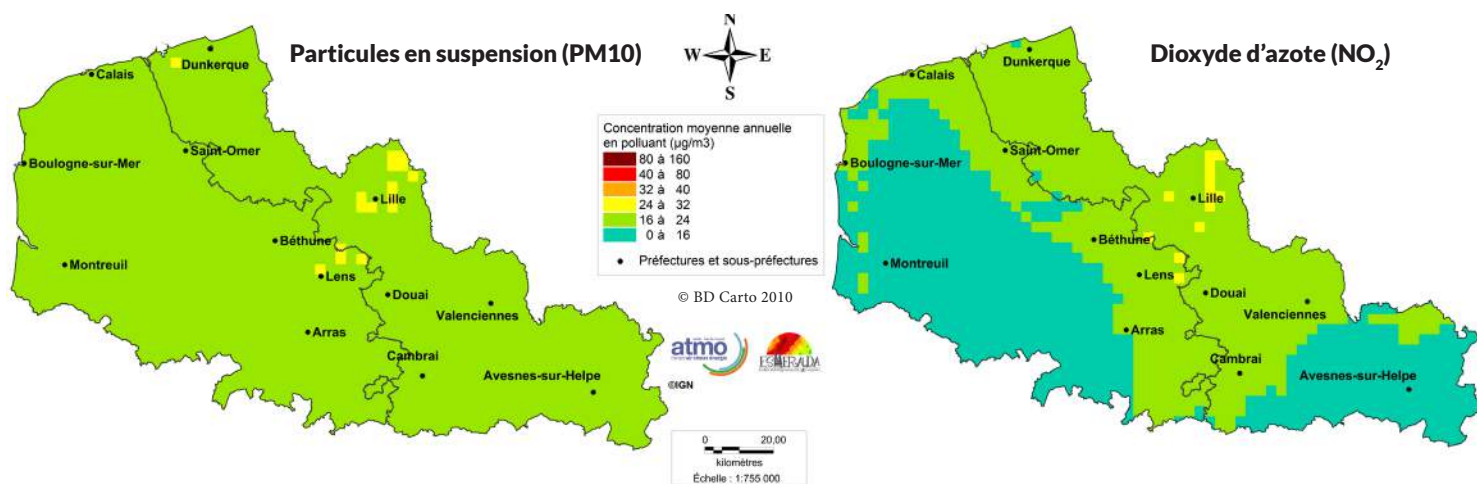 Particules en suspension (PM10)
Dunkerque
Calais
Saint-Omer
Boulogne-sur-Mer
Lille
Béthune
Montreuil
Lens
Douai
Valenciennes
Arras
Cambrai
Avesnes-sur-Helpe
N
W E
S
Concentration moyenne annuelle
en polluant (µg/m3)
80 à 160
40 à 80
32 à 40
24 à 32
16 à 24
0 à 16
Préfectures et sous-préfectures
© BD Carto 2010
atmo
ESMERALDA
©IGN
0 20,00
kilomètres
Échelle : 1:755 000
Dioxyde d'azote (NO₂)
Dunkerque
Calais
Saint-Omer
Boulogne-sur-Mer
Lille
Béthune
Montreuil
Lens
Douai
Valenciennes
Arras
Cambrai
Avesnes-sur-Helpe